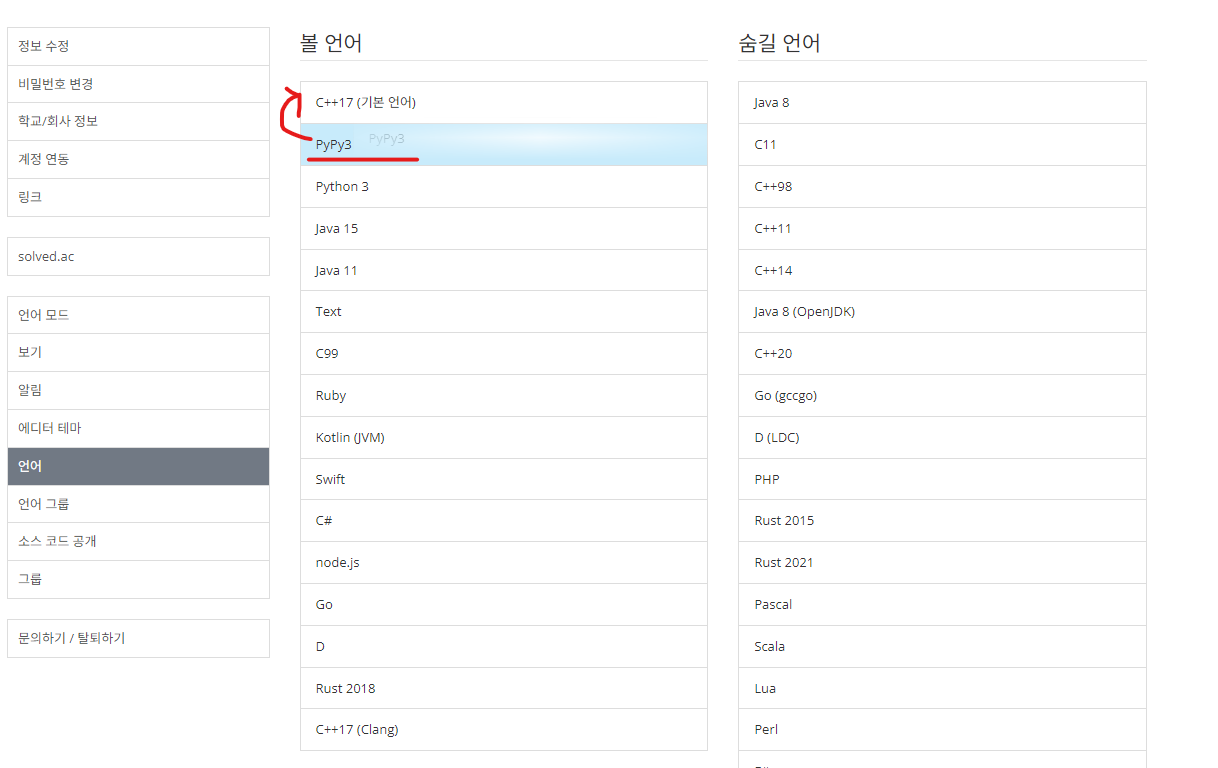 정보 수정
비밀번호 변경
학교/회사 정보
계정 연동
링크
solved.ac
언어 모드
보기
알림
에디터 테마
언어
언어 그룹
소스 코드 공개
그룹
문의하기 / 탈퇴하기
볼 언어
C++17 (기본 언어)
PyPy3 PyPy3
Python 3
Java 15
Java 11
Text
C99
Ruby
Kotlin (JVM)
Swift
C#
node.js
Go
D
Rust 2018
C++17 (Clang)
숨길 언어
Java 8
C11
C++98
C++11
C++14
Java 8 (OpenJDK)
C++20
Go (gccgo)
D (LDC)
PHP
Rust 2015
Rust 2021
Pascal
Scala
Lua
Perl